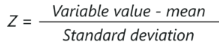 Z = Variable value - mean
Standard deviation